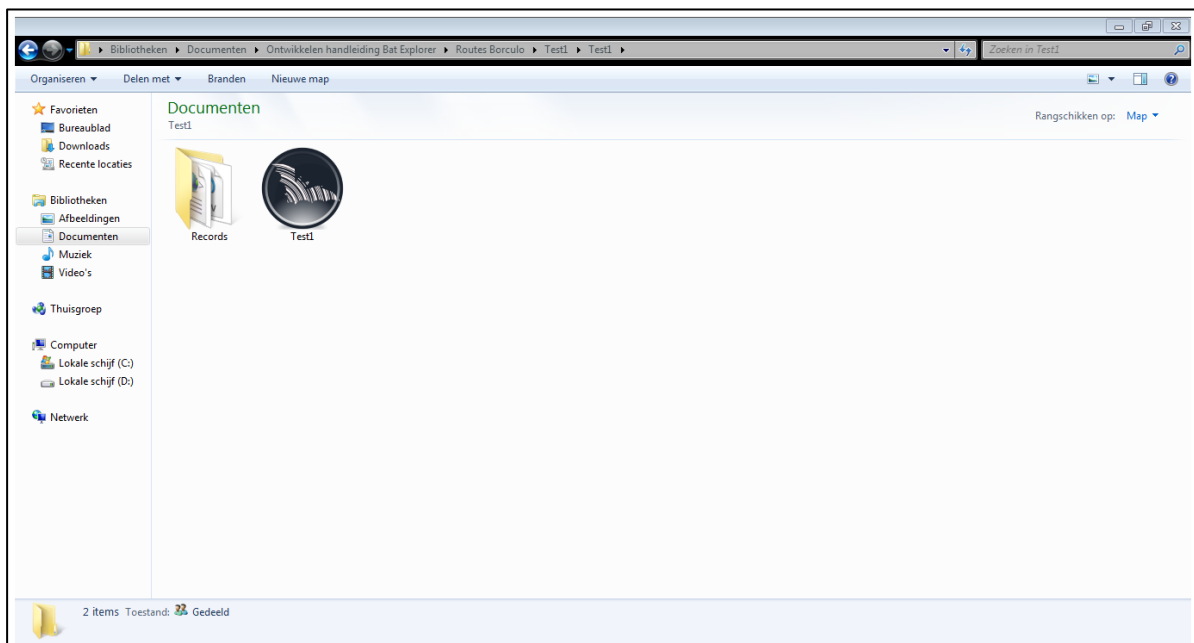 Bibliotheken Documenten Ontwikkelen handleiding Bat Explorer Routes Borculo Test1 Test1 Zoeken in Test1
Organiseren Delen met Branden Nieuwe map
Favorieten
Bureaublad
Downloads
Recente locaties
Bibliotheken
Afbeeldingen
Documenten
Muziek
Video's
Thuisgroep
Computer
Lokale schijf (C:)
Lokale schijf (D:)
Netwerk
Documenten
Test1
Rangschikken op: Map
Records Test1
2 items Toestand: Gedeeld